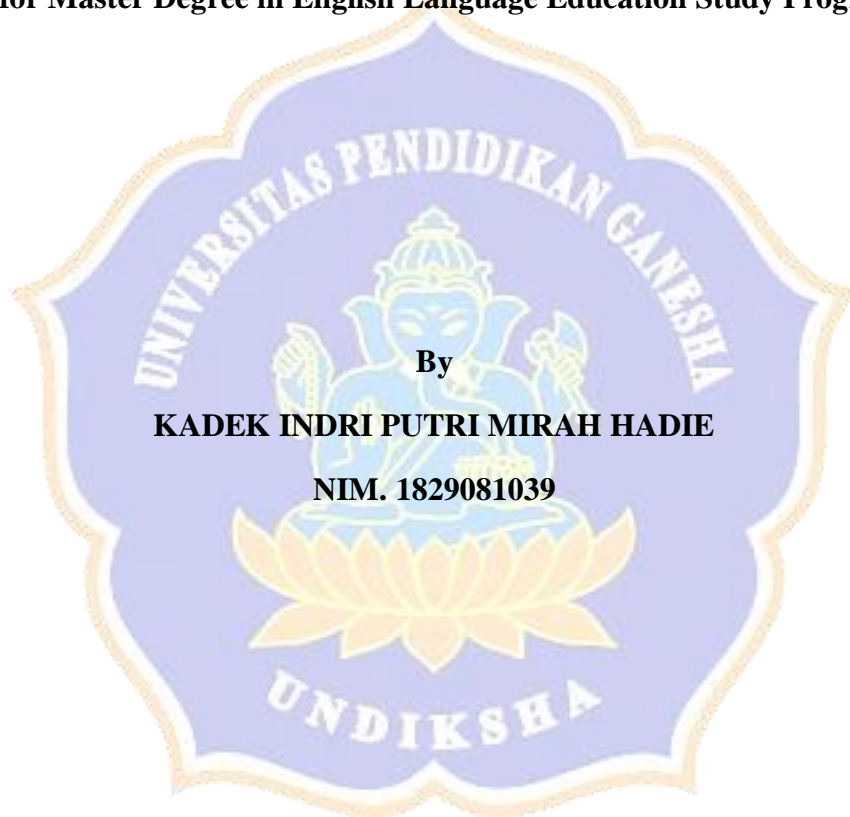 for Master Degree in English Language Education Study Prog
UNIVERSITAS PENDIDIKAN GANESHA
By
KADEK INDRI PUTRI MIRAH HADIE
NIM. 1829081039
UNDIKSHA